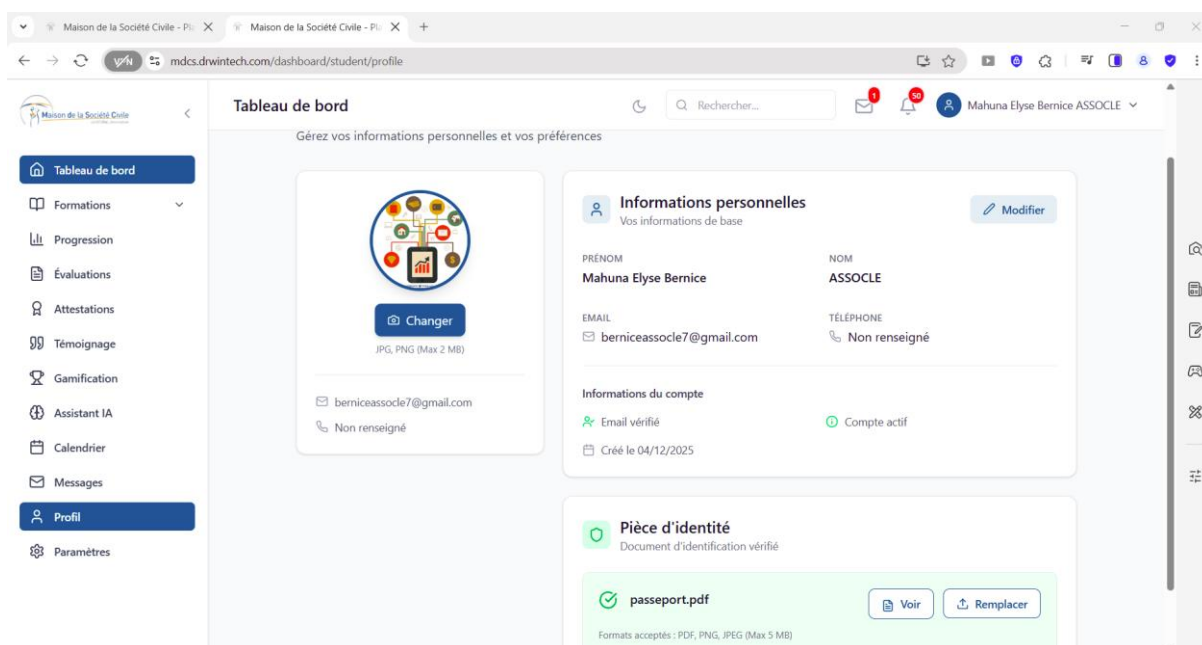 Maison de la Société Civile - Pl
Maison de la Société Civile - Pl
VPN
mdcs.drwintech.com/dashboard/student/profile
Maison de la Société Civile
Tableau de bord
Rechercher...
1
50
Mahuna Elyse Bernice ASSOCLE
Gérez vos informations personnelles et vos préférences
Tableau de bord
Formations
Progression
Évaluations
Attestations
Témoignage
Gamification
Assistant IA
Calendrier
Messages
Profil
Paramètres
Changer
JPG, PNG (Max 2 MB)
berniceassocle7@gmail.com
Non renseigné
Informations personnelles
Vos informations de base
Modifier
PRÉNOM
NOM
Mahuna Elyse Bernice
ASSOCLE
EMAIL
TÉLÉPHONE
berniceassocle7@gmail.com
Non renseigné
Informations du compte
Email vérifié
Compte actif
Créé le 04/12/2025
Pièce d'identité
Document d'identification vérifié
passeport.pdf
Voir
Remplacer
Formats acceptés : PDF, PNG, JPEG (Max 5 MB)